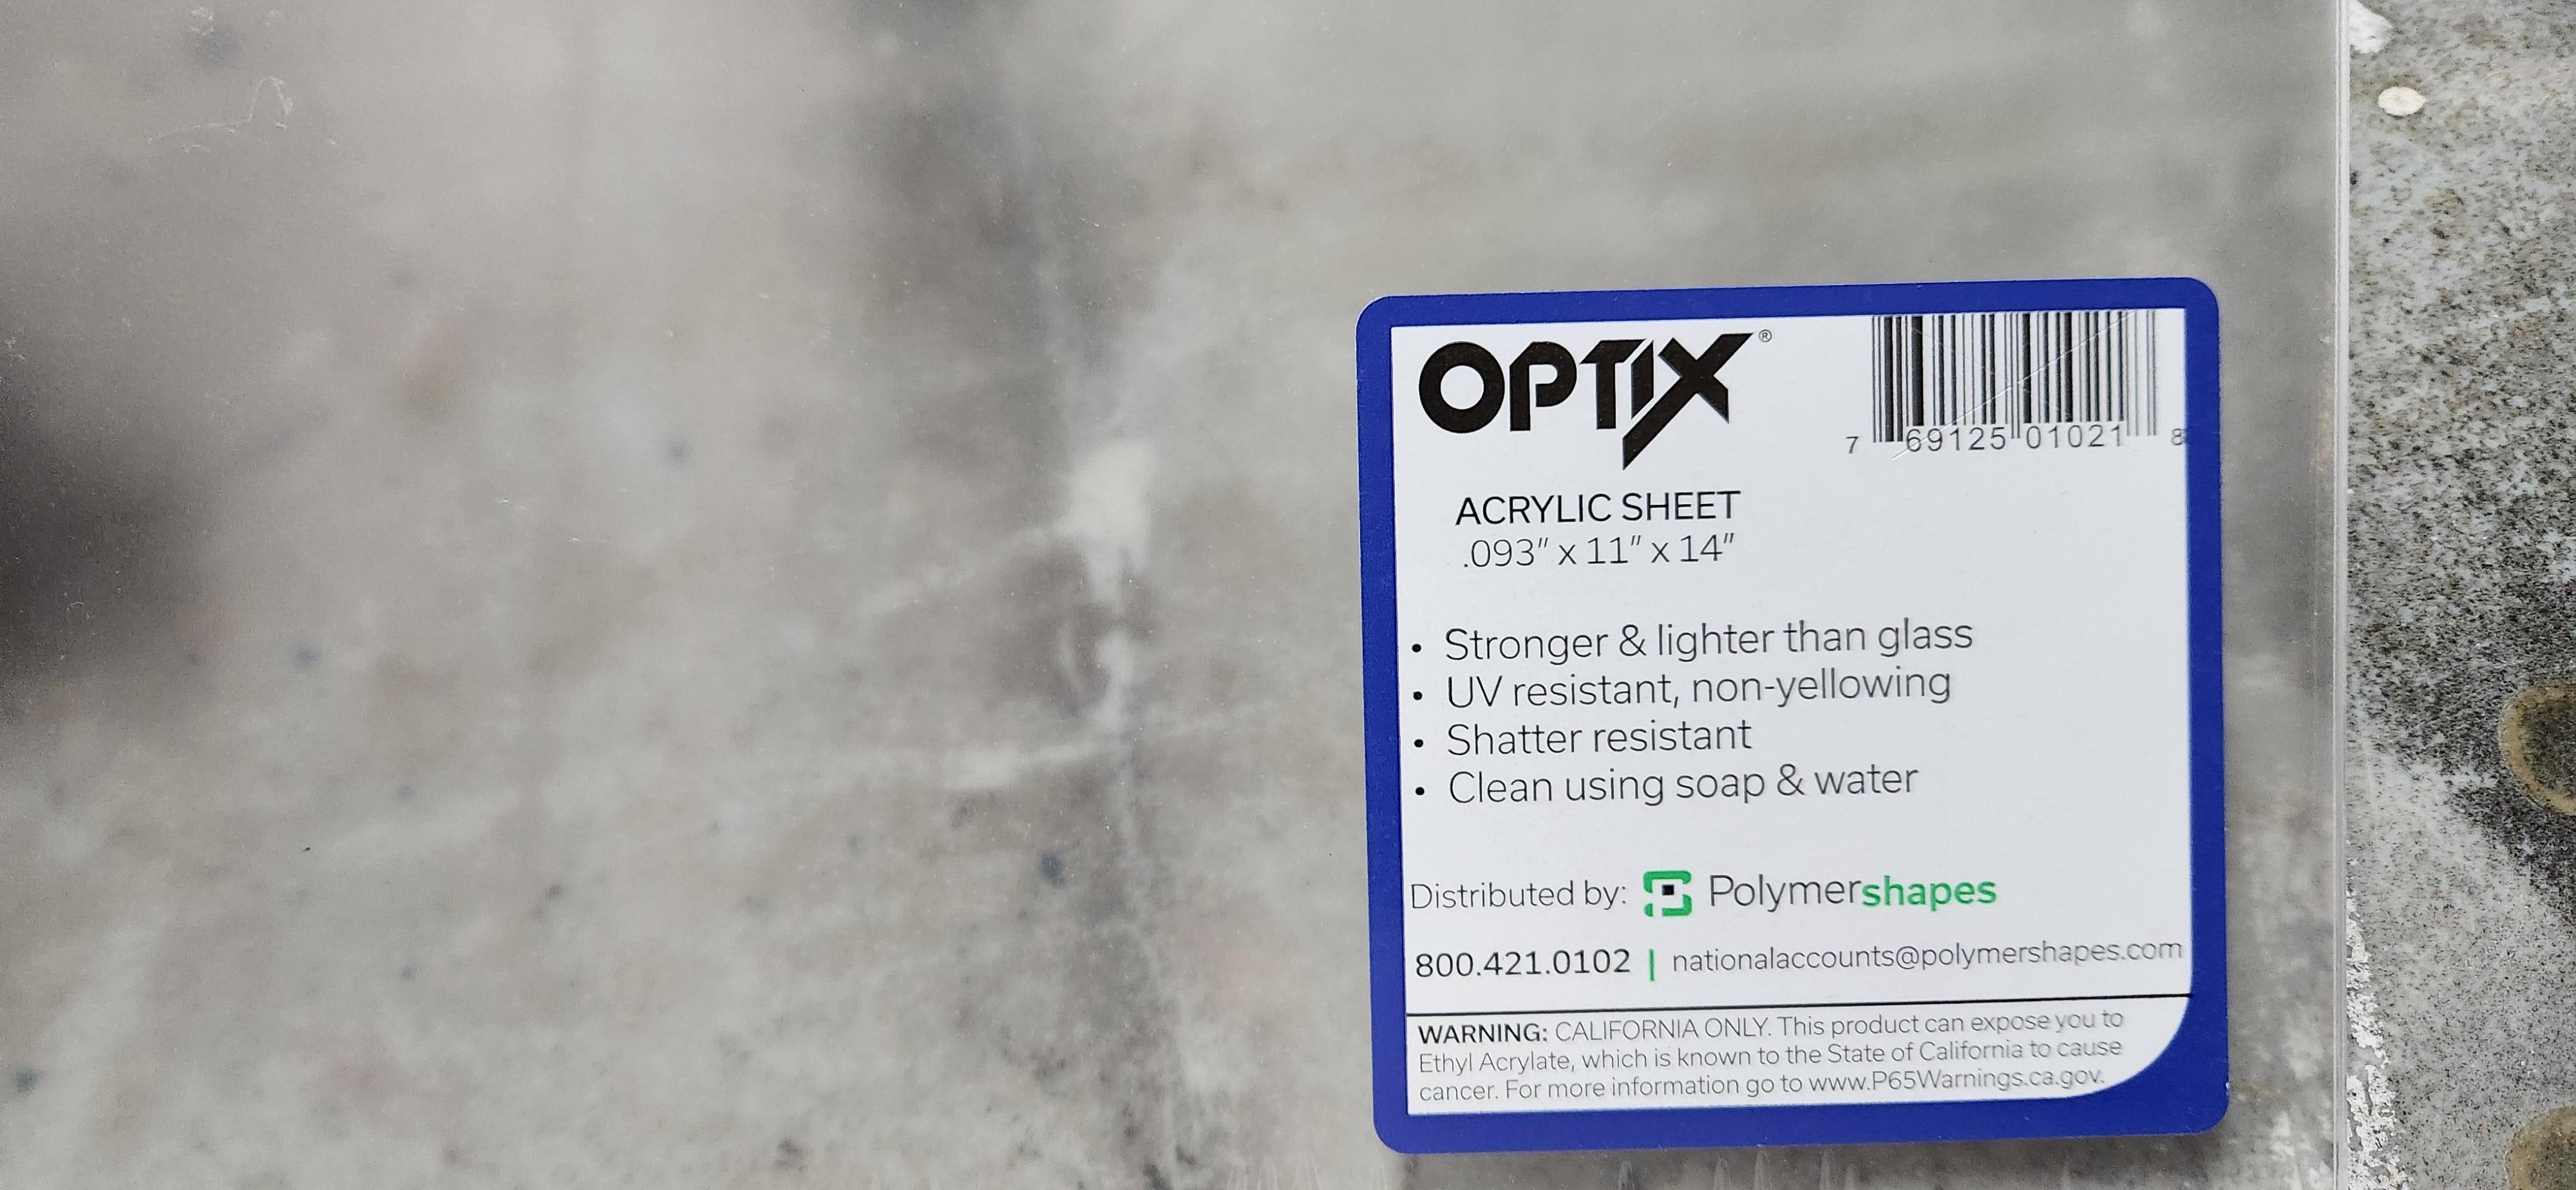 OPTIX®
7 69125 01021 8
ACRYLIC SHEET
.093" x 11" x 14"
• Stronger & lighter than glass
• UV resistant, non-yellowing
• Shatter resistant
• Clean using soap & water
Distributed by: Polymershapes
800.421.0102 | nationalaccounts@polymershapes.com
WARNING: CALIFORNIA ONLY. This product can expose you to
Ethyl Acrylate, which is known to the State of California to cause
cancer. For more information go to www.P65Warnings.ca.gov.